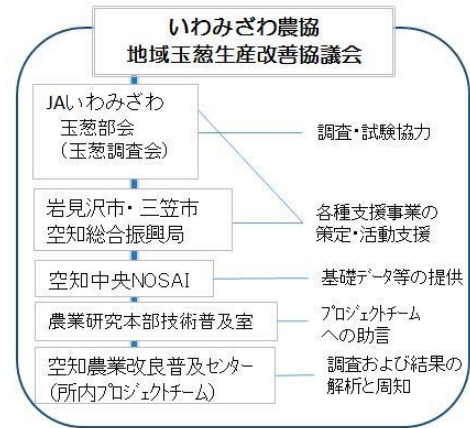 いわみざわ農協
地域玉葱生産改善協議会
JAいわみざわ
玉葱部会
(玉葱調査会)
調査・試験協力
岩見沢市・三笠市
空知総合振興局
各種支援事業の
策定・活動支援
空知中央NOSAI
基礎データ等の提供
農業研究本部技術普及室
プロジェクトチーム
への助言
空知農業改良普及センター
(所内プロジェクトチーム)
調査および結果の
解析と周知